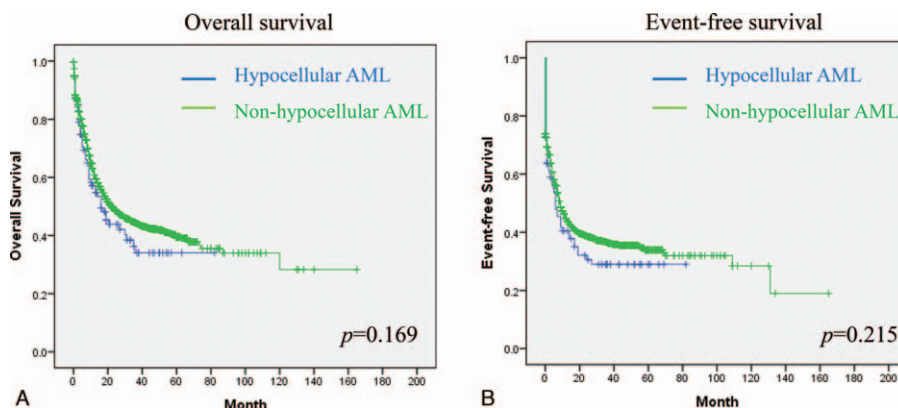 Overall survival
Hypocellular AML
Non-hypocellular AML
Overall Survival
1.0
0.8
0.6
0.4
0.2
0.0
p=0.169
0 20 40 60 80 100 120 140 160 180 200
Month
A
Event-free survival
Hypocellular AML
Non-hypocellular AML
Event-free Survival
1.0
0.8
0.6
0.4
0.2
0.0
p=0.215
0 20 40 60 80 100 120 140 160 180 200
Month
B